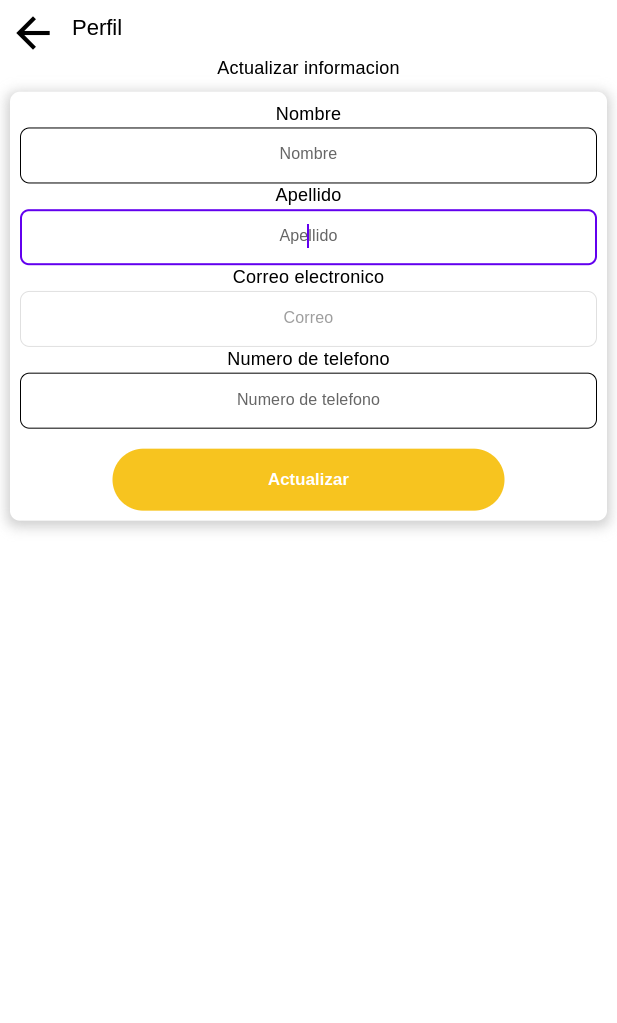 Perfil
Actualizar informacion
Nombre
Nombre
Apellido
Apellido
Correo electronico
Correo
Numero de telefono
Numero de telefono
Actualizar